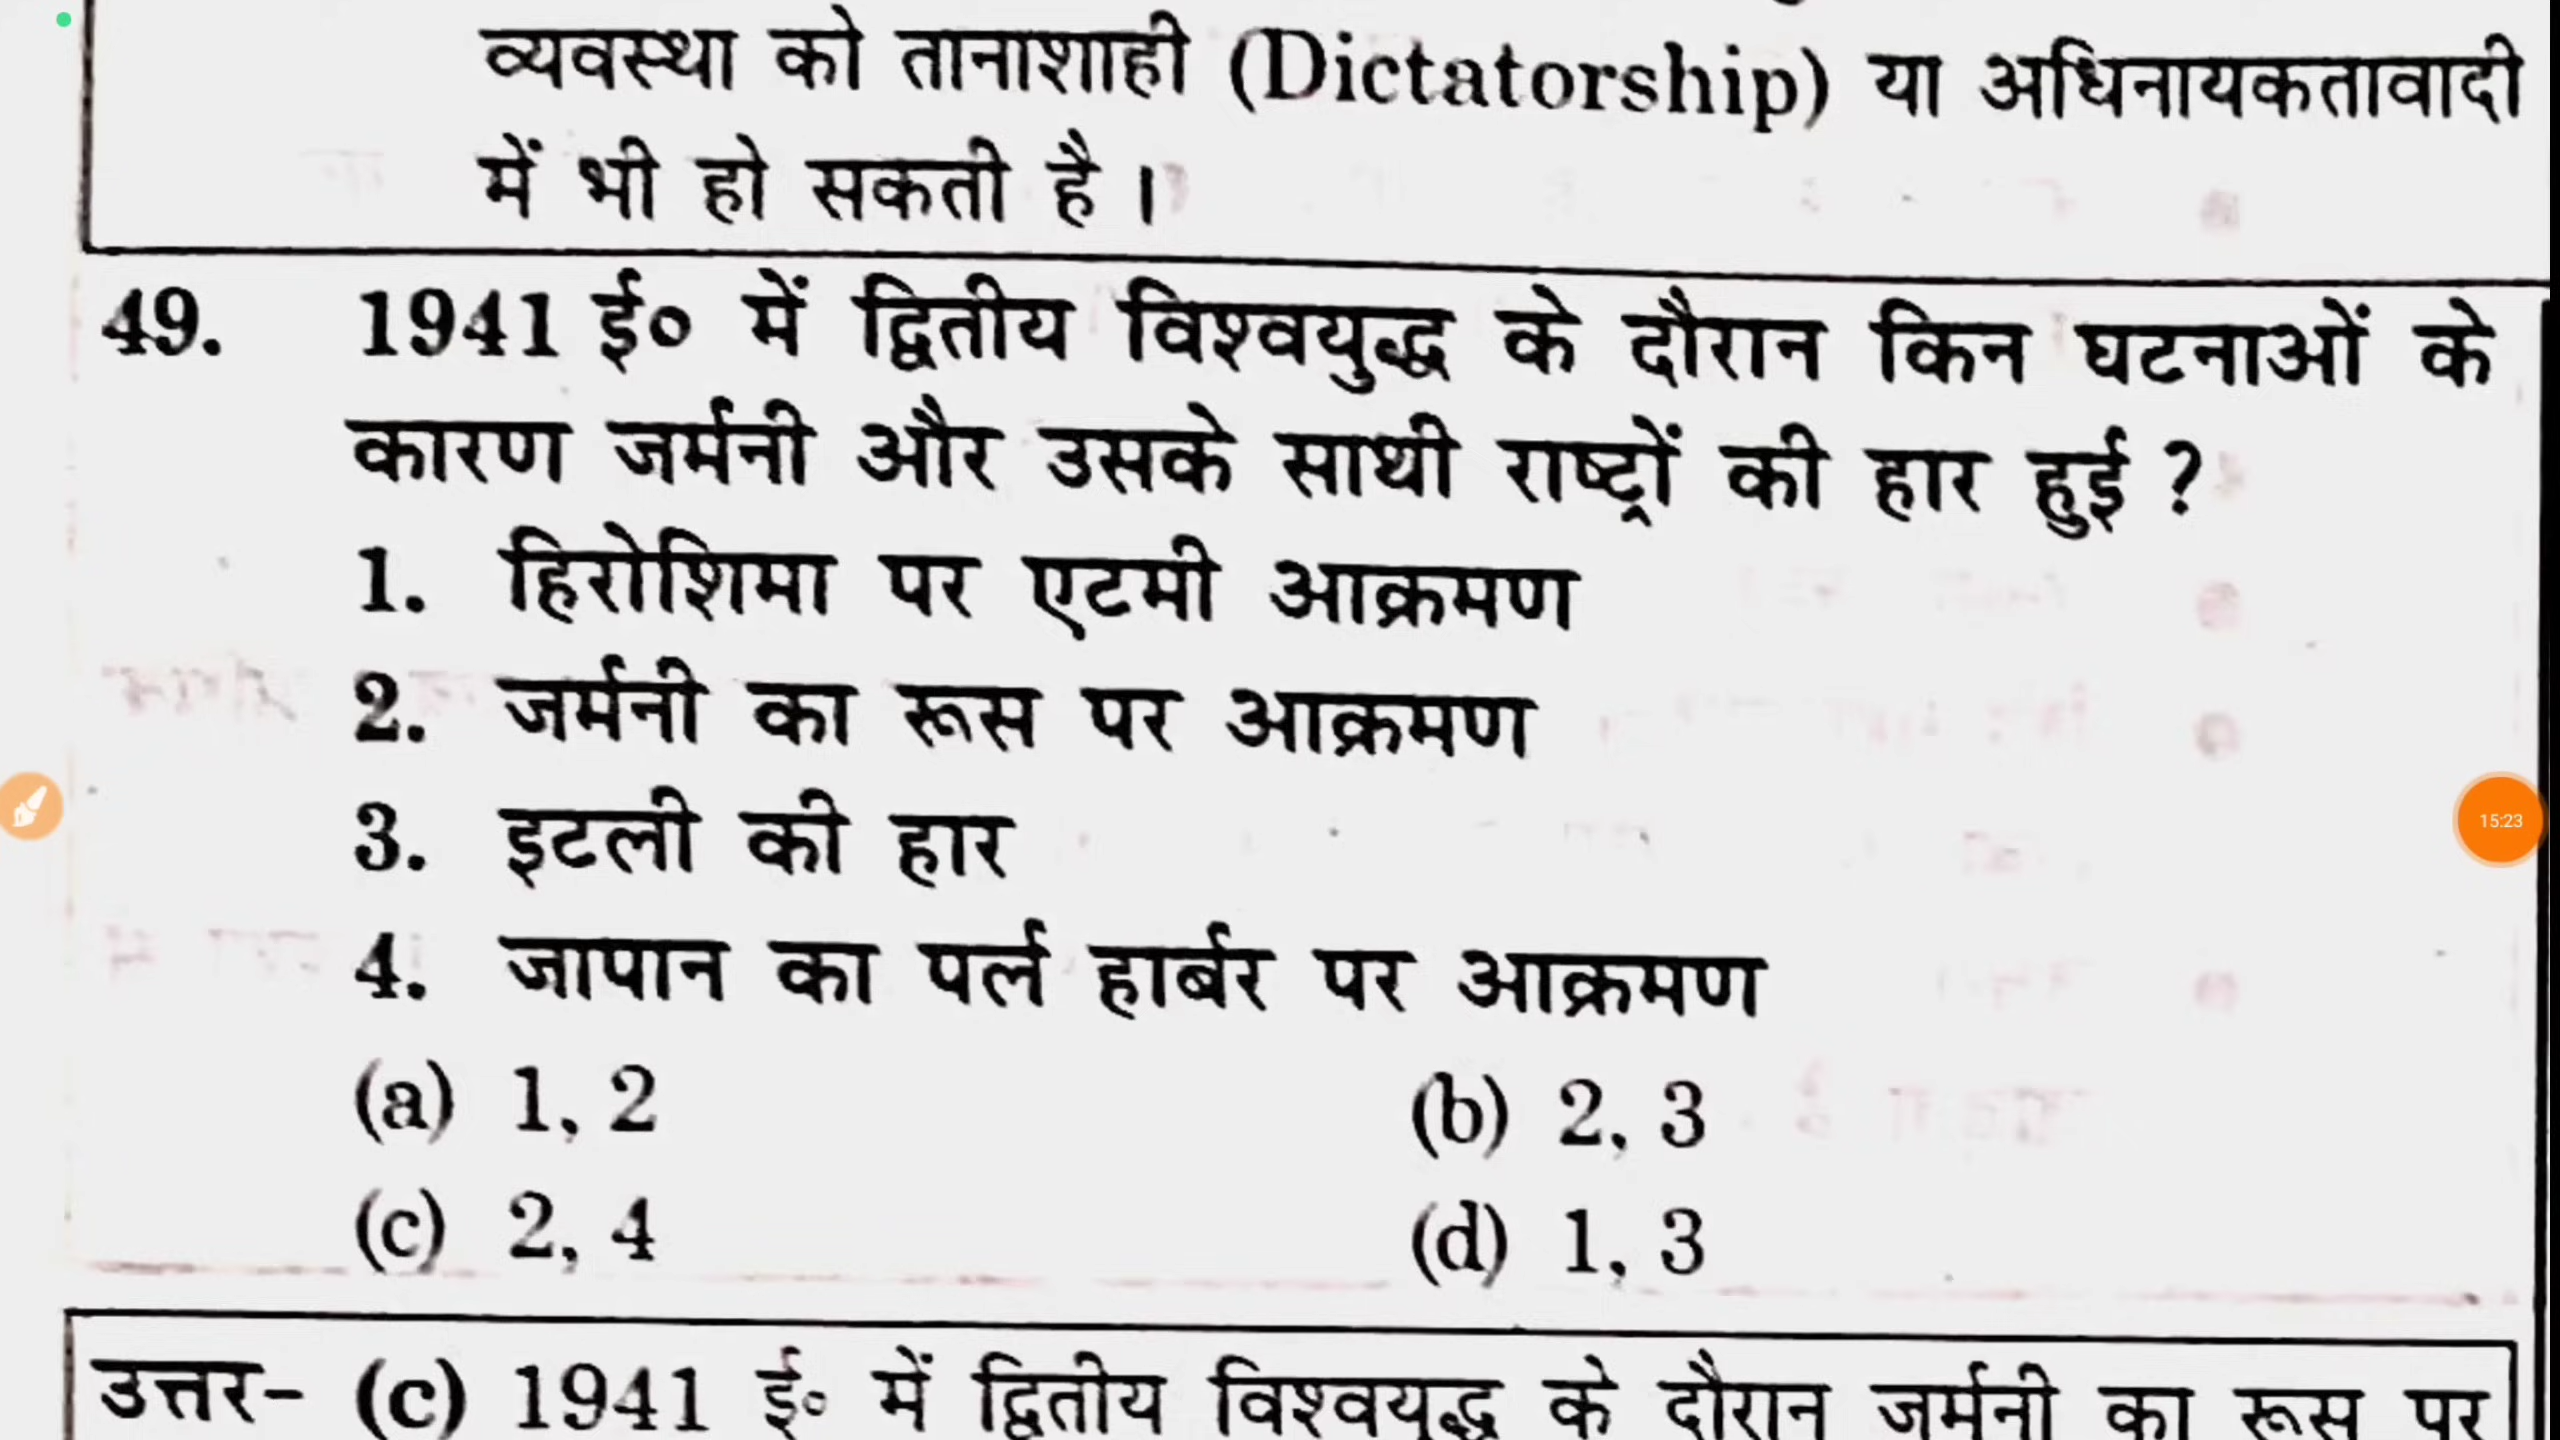 व्यवस्था को तानाशाही (Dictatorship) या अधिनायकतावादी
में भी हो सकती है ।
49. 1941 ई० में द्वितीय विश्वयुद्ध के दौरान किन घटनाओं के
कारण जर्मनी और उसके साथी राष्ट्रों की हार हुई ?
1. हिरोशिमा पर एटमी आक्रमण
2. जर्मनी का रूस पर आक्रमण
3. इटली की हार
4. जापान का पर्ल हार्बर पर आक्रमण
(a) 1, 2 (b) 2, 3
(c) 2, 4 (d) 1, 3
15:23
उत्तर- (c) 1941 ई० में द्वितीय विश्वयुद्ध के दौरान जर्मनी का रूस पर